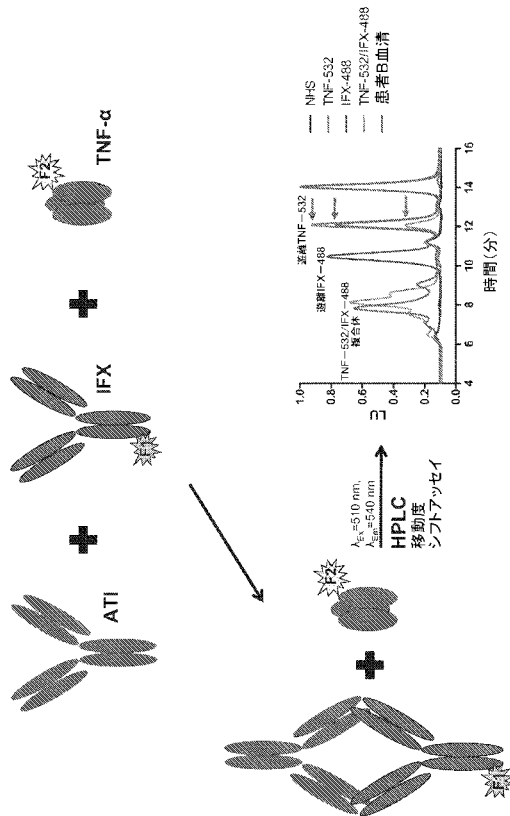 ATI
IFX
F1
TNF-α
F2
F1
F2
λEx=510 nm,
λEm=540 nm
HPLC
移動度
シフトアッセイ
LU
1.0
0.8
0.6
0.4
0.2
0.0
4
6
8
10
12
14
16
時間(分)
TNF-532/IFX-488
複合体
遊離IFX-488
遊離TNF-532
NHS
TNF-532
IFX-488
TNF-532/IFX-488
患者B血清